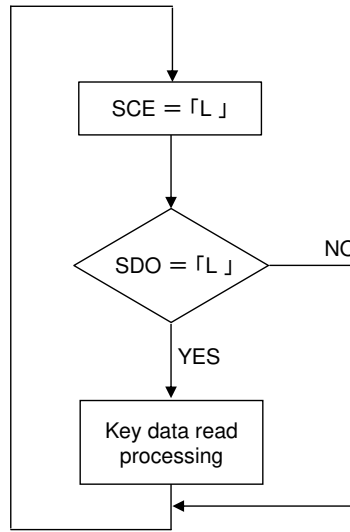 SCE =「L 」
SDO =「L 」
NO
YES
Key data read
processing